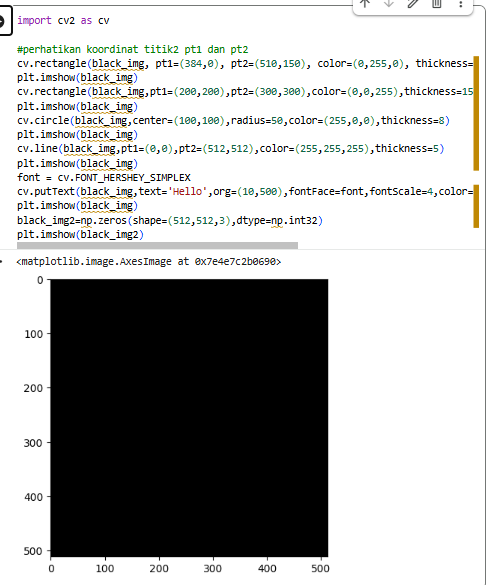 import cv2 as cv
#perhatikan koordinat titik2 pt1 dan pt2
cv.rectangle(black_img, pt1=(384,0), pt2=(510,150), color=(0,255,0), thickness=
plt.imshow(black_img)
cv.rectangle(black_img,pt1=(200,200),pt2=(300,300),color=(0,0,255),thickness=15
plt.imshow(black_img)
cv.circle(black_img,center=(100,100),radius=50,color=(255,0,0),thickness=8)
plt.imshow(black_img)
cv.line(black_img,pt1=(0,0),pt2=(512,512),color=(255,255,255),thickness=5)
plt.imshow(black_img)
font = cv.FONT_HERSHEY_SIMPLEX
cv.putText(black_img,text='Hello',org=(10,500),fontFace=font,fontScale=4,color=
plt.imshow(black_img)
black_img2=np.zeros(shape=(512,512,3),dtype=np.int32)
plt.imshow(black_img2)
<matplotlib.image.AxesImage at 0x7e4e7c2b0690>
0
100
200
300
400
500
0 100 200 300 400 500